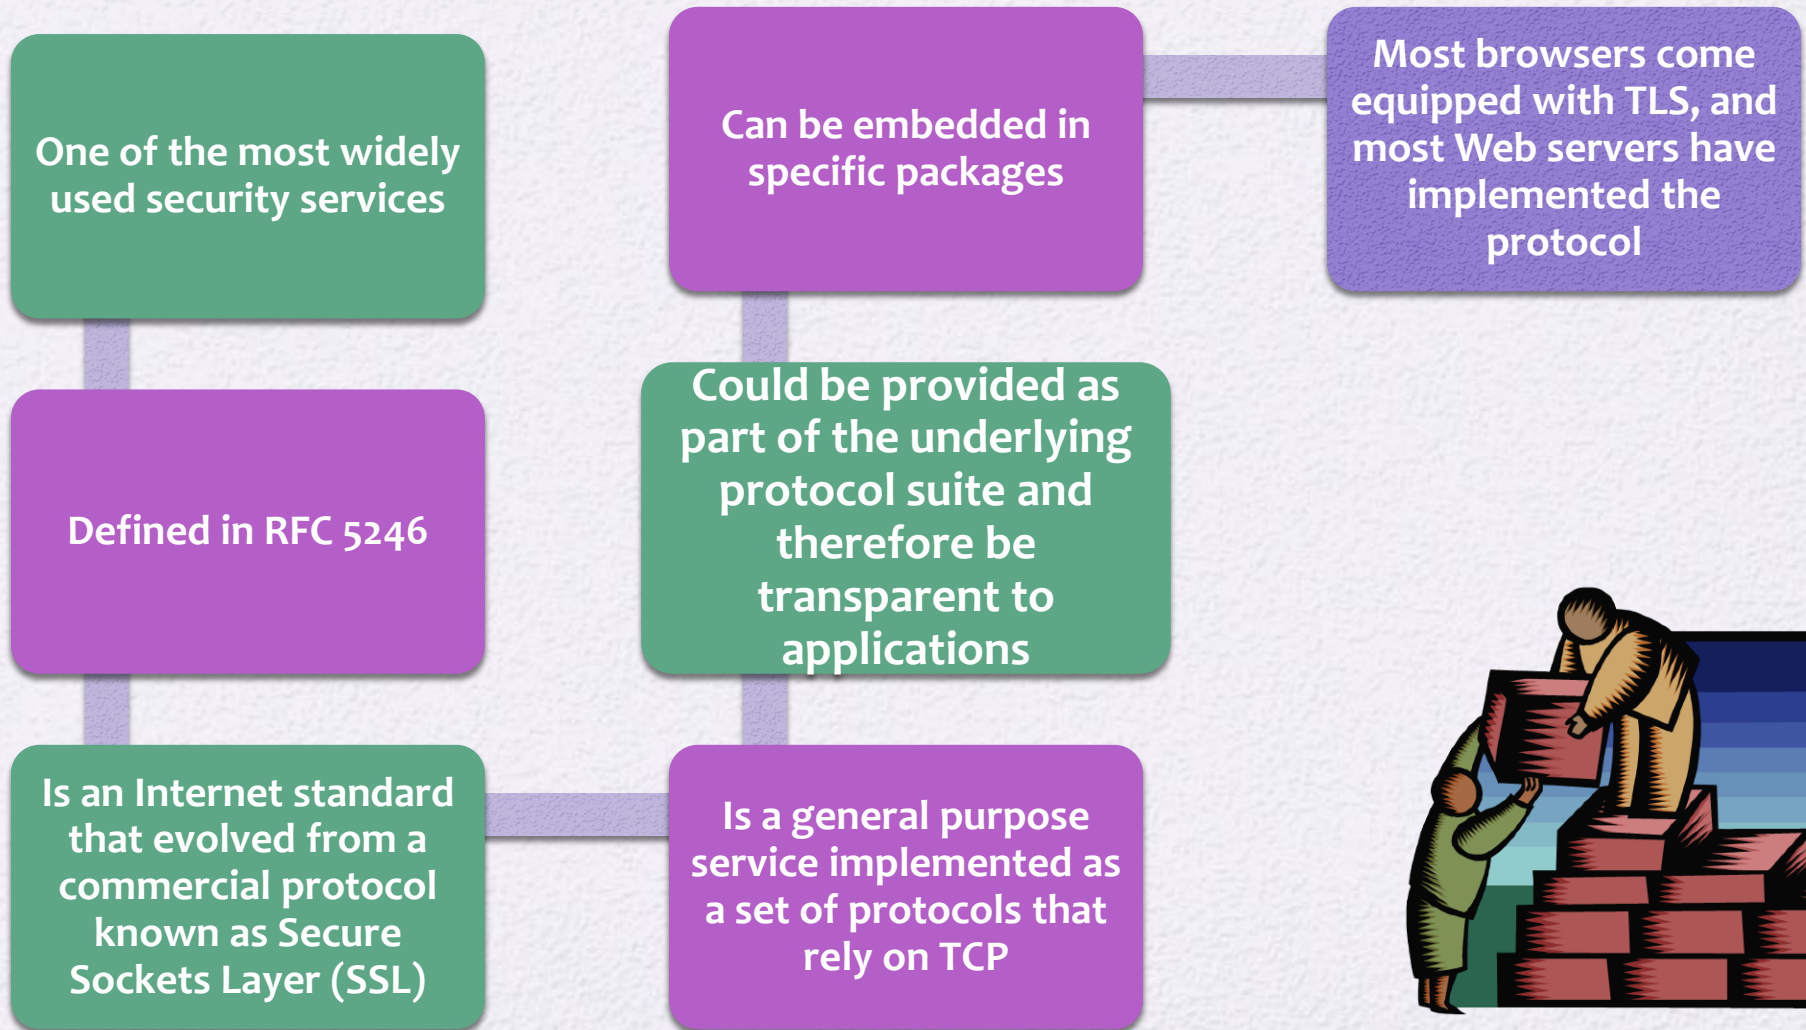 One of the most widely
used security services
Defined in RFC 5246
Is an Internet standard
that evolved from a
commercial protocol
known as Secure
Sockets Layer (SSL)
Is a general purpose
service implemented as
a set of protocols that
rely on TCP
Could be provided as
part of the underlying
protocol suite and
therefore be
transparent to
applications
Can be embedded in
specific packages
Most browsers come
equipped with TLS, and
most Web servers have
implemented the
protocol